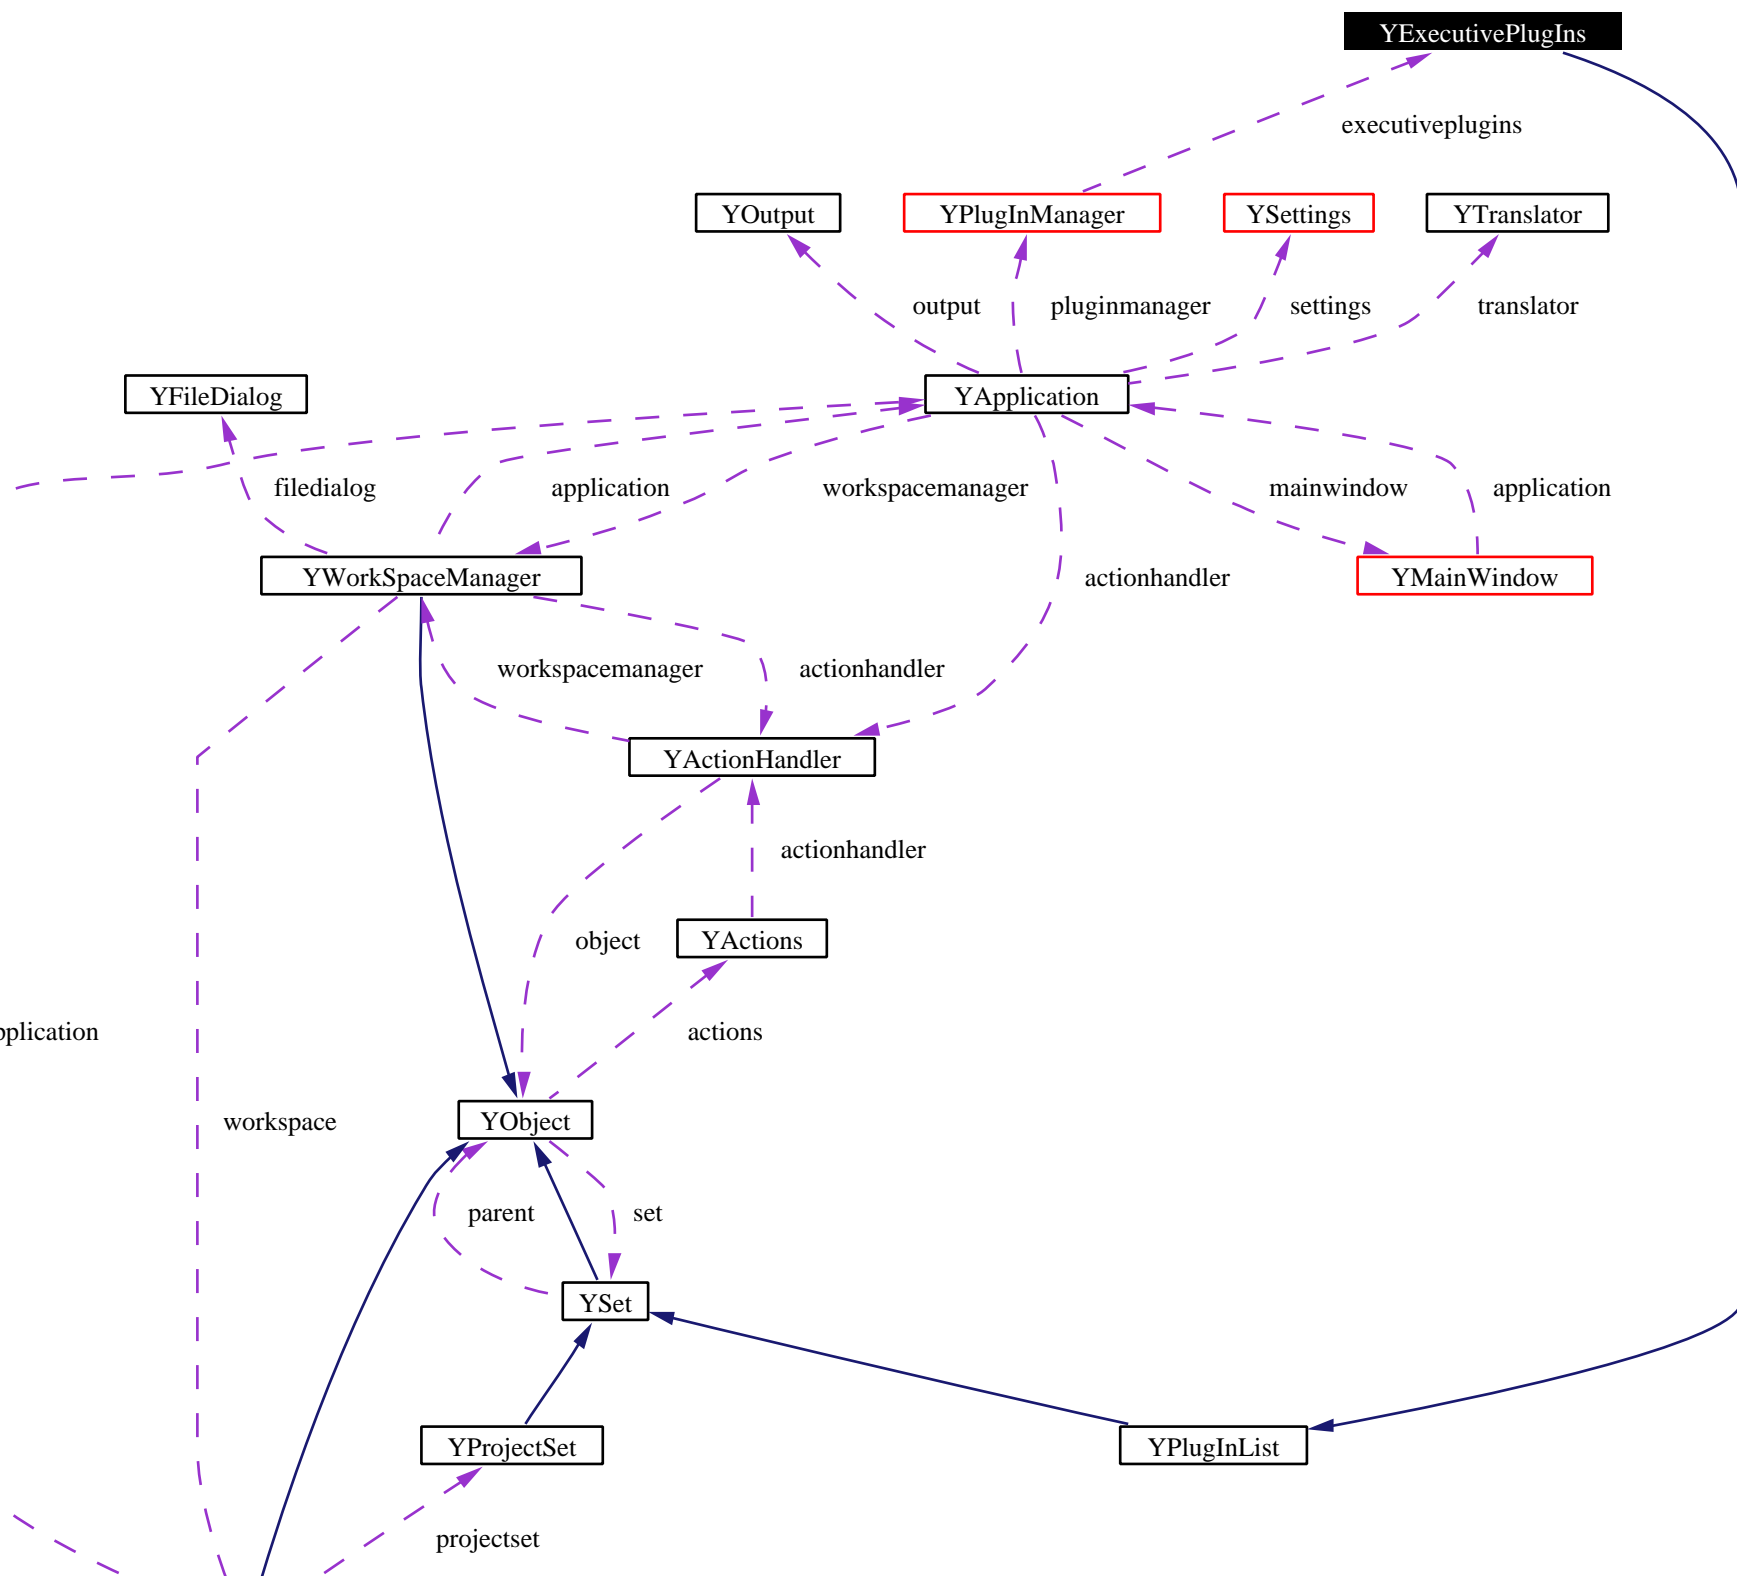 YExecutivePlugIns
executiveplugins
YOutput
YPlugInManager
YSettings
YTranslator
output
pluginmanager
settings
translator
YFileDialog
YApplication
filedialog
application
workspacemanager
mainwindow
application
YWorkSpaceManager
actionhandler
YMainWindow
workspacemanager
actionhandler
YActionHandler
actionhandler
object
YActions
pplication
actions
workspace
YObject
parent
set
YSet
YProjectSet
YPlugInList
projectset